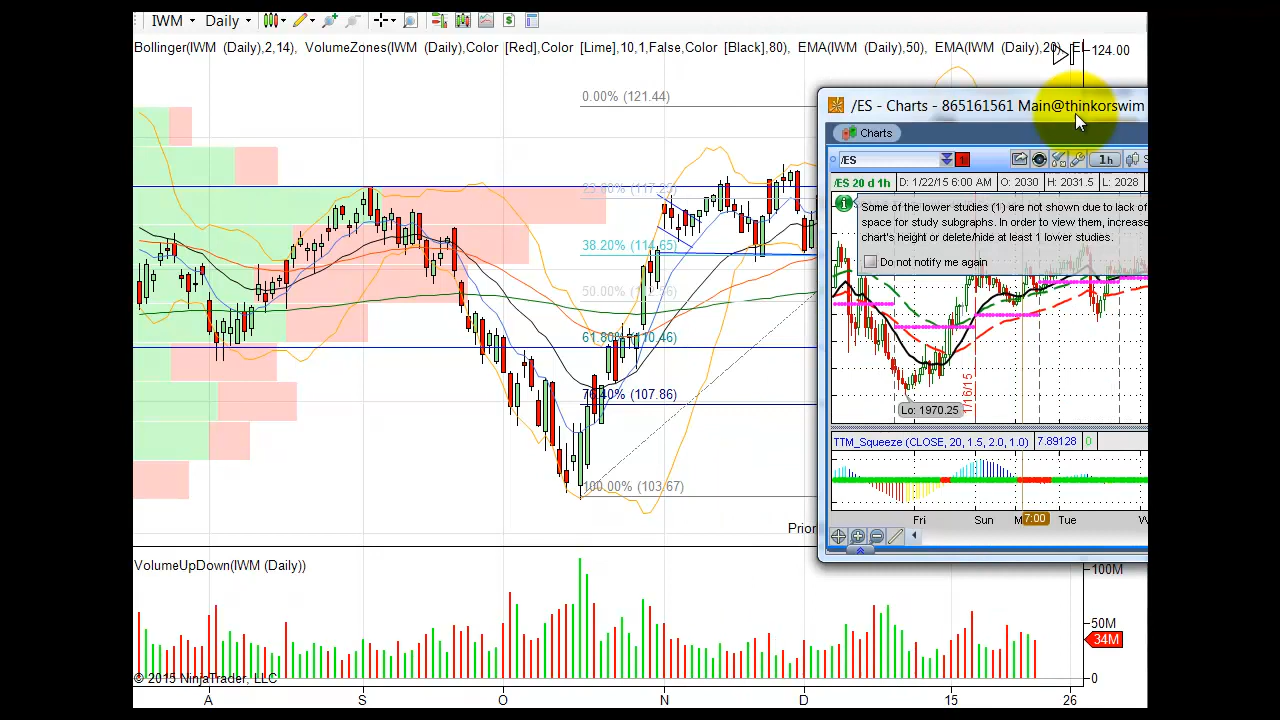 IWM Daily
Bollinger(IWM (Daily),2,14), VolumeZones(IWM (Daily),Color [Red],Color [Lime],10,1,False,Color [Black],80), EMA(IWM (Daily),50), EMA(IWM (Daily),20), E
124.00
0.00% (121.44)
38.20% (114.65)
50.00%
61.80% (110.46)
76.40% (107.86)
100.00% (103.67)
Prior
/ES - Charts - 865161561 Main@thinkorswim
Charts
/ES 1 1h
/ES 20 d 1h D: 1/22/15 6:00 AM O: 2030 H: 2031.5 L: 2028
Some of the lower studies (1) are not shown due to lack of
space for study subgraphs. In order to view them, increase
chart's height or delete/hide at least 1 lower studies.
Do not notify me again
1/16/15
Lo: 1970.25
TTM_Squeeze (CLOSE, 20, 1.5, 2.0, 1.0) 7.89128 0
Fri Sun M 7:00 Tue
VolumeUpDown(IWM (Daily))
100M
50M
34M
0
© 2015 NinjaTrader, LLC
A S O N D 15 26